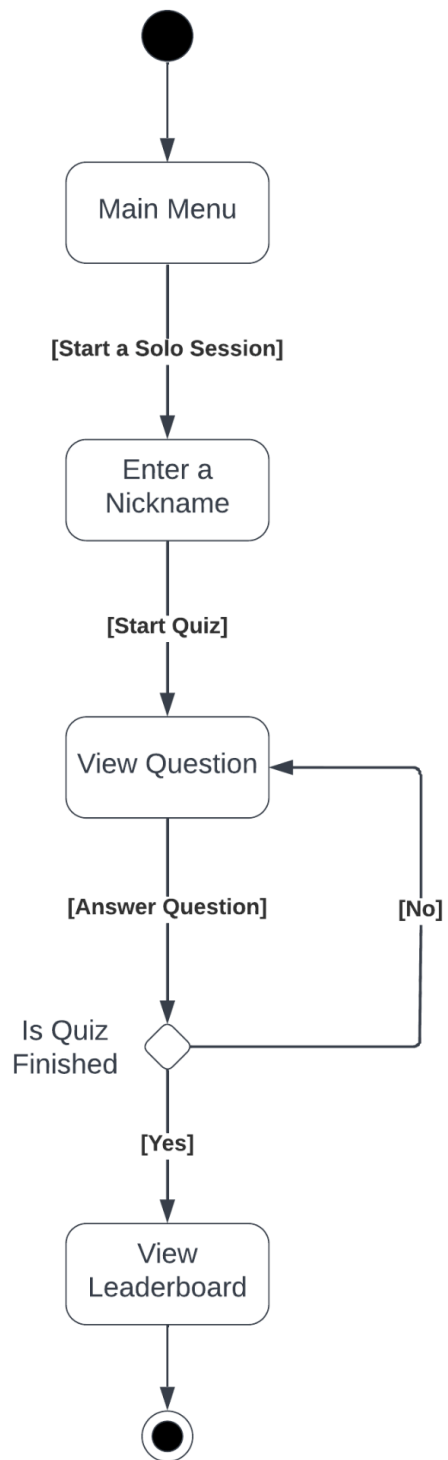 Main Menu
[Start a Solo Session]
Enter a
Nickname
[Start Quiz]
View Question
[Answer Question]
[No]
Is Quiz
Finished
[Yes]
View
Leaderboard